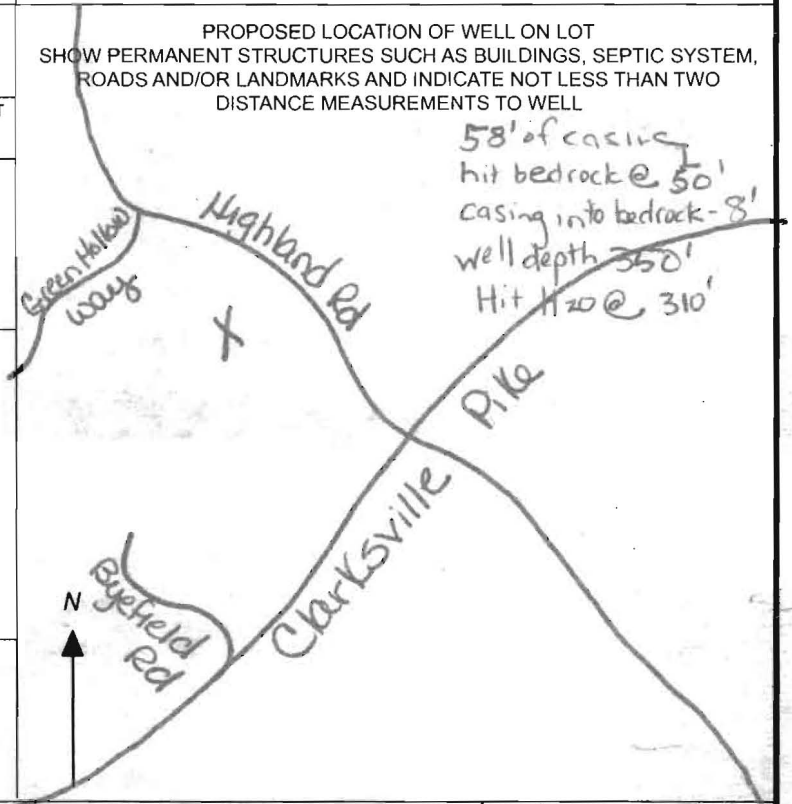 PROPOSED LOCATION OF WELL ON LOT
SHOW PERMANENT STRUCTURES SUCH AS BUILDINGS, SEPTIC SYSTEM,
ROADS AND/OR LANDMARKS AND INDICATE NOT LESS THAN TWO
DISTANCE MEASUREMENTS TO WELL
58' of casing
hit bedrock @ 50'
casing into bedrock - 8'
well depth 350'
Hit H20 @ 310'
Highland Rd
Green Hollow
Way
X
Clarksville Pike
Byefield
Rd
N